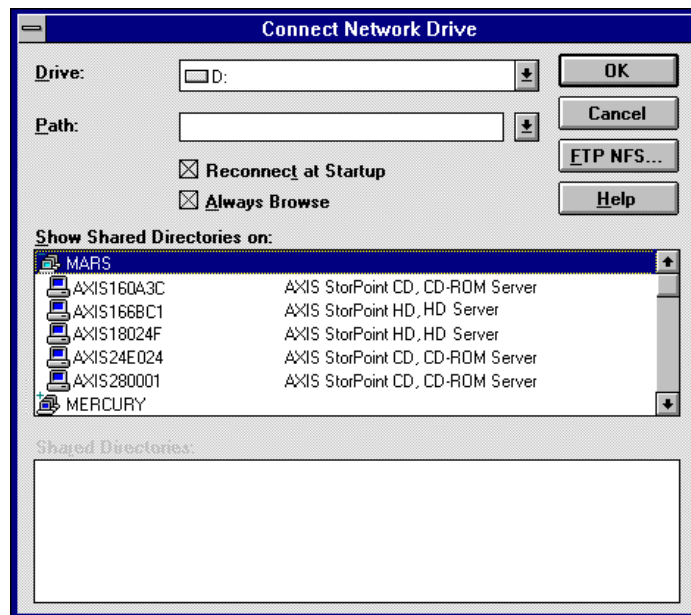 Connect Network Drive
Drive: D: OK
Path: Cancel
Reconnect at Startup FTP NFS...
Always Browse Help
Show Shared Directories on:
MARS
AXIS160A3C AXIS StorPoint CD, CD-ROM Server
AXIS166BC1 AXIS StorPoint HD, HD Server
AXIS18024F AXIS StorPoint HD, HD Server
AXIS24E024 AXIS StorPoint CD, CD-ROM Server
AXIS280001 AXIS StorPoint CD, CD-ROM Server
MERCURY
Shared Directories: